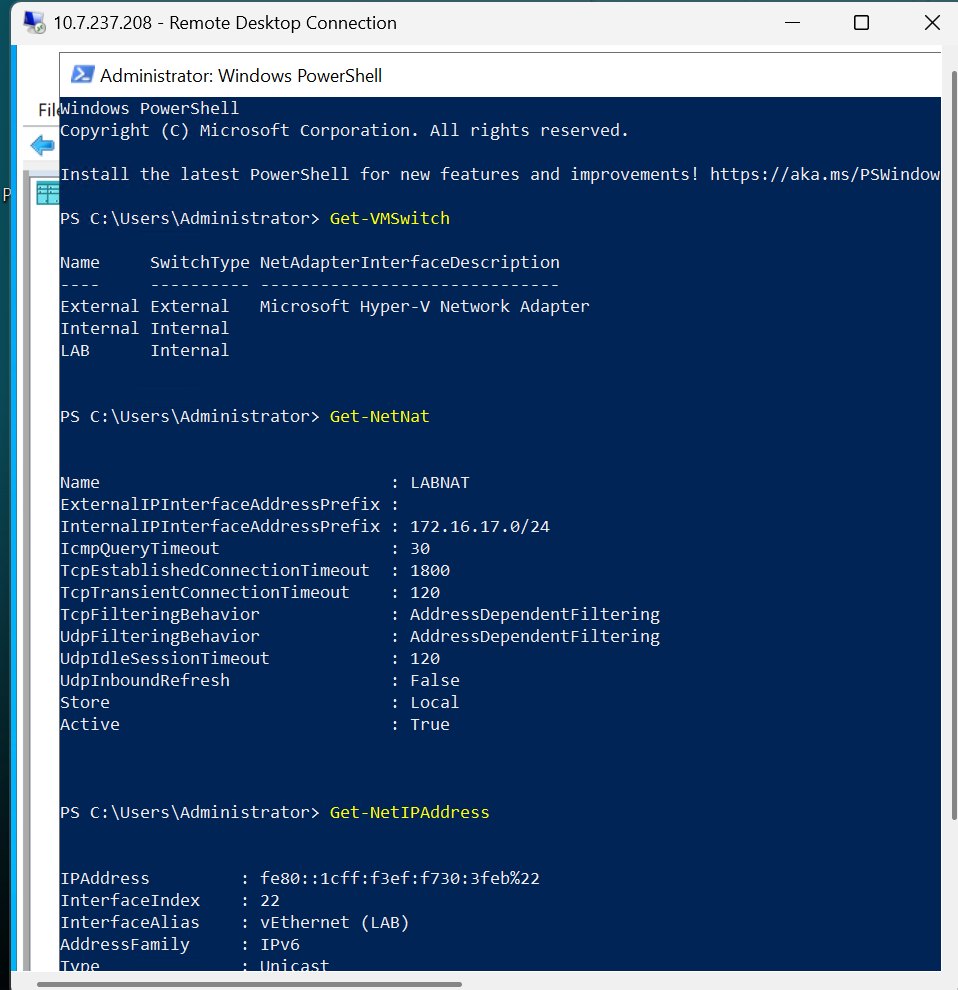 10.7.237.208 - Remote Desktop Connection
Administrator: Windows PowerShell
Windows PowerShell
Copyright (C) Microsoft Corporation. All rights reserved.
Install the latest PowerShell for new features and improvements! https://aka.ms/PSWindow
PS C:\Users\Administrator> Get-VMSwitch
Name     SwitchType NetAdapterInterfaceDescription
----     ---------- ------------------------------
External External   Microsoft Hyper-V Network Adapter
Internal Internal
LAB      Internal
PS C:\Users\Administrator> Get-NetNat
Name                             : LABNAT
ExternalIPInterfaceAddressPrefix :
InternalIPInterfaceAddressPrefix : 172.16.17.0/24
IcmpQueryTimeout                 : 30
TcpEstablishedConnectionTimeout  : 1800
TcpTransientConnectionTimeout    : 120
TcpFilteringBehavior             : AddressDependentFiltering
UdpFilteringBehavior             : AddressDependentFiltering
UdpIdleSessionTimeout            : 120
UdpInboundRefresh                : False
Store                            : Local
Active                           : True
PS C:\Users\Administrator> Get-NetIPAddress
IPAddress         : fe80::1cff:f3ef:f730:3feb%22
InterfaceIndex    : 22
InterfaceAlias    : vEthernet (LAB)
AddressFamily     : IPv6
Type              : Unicast